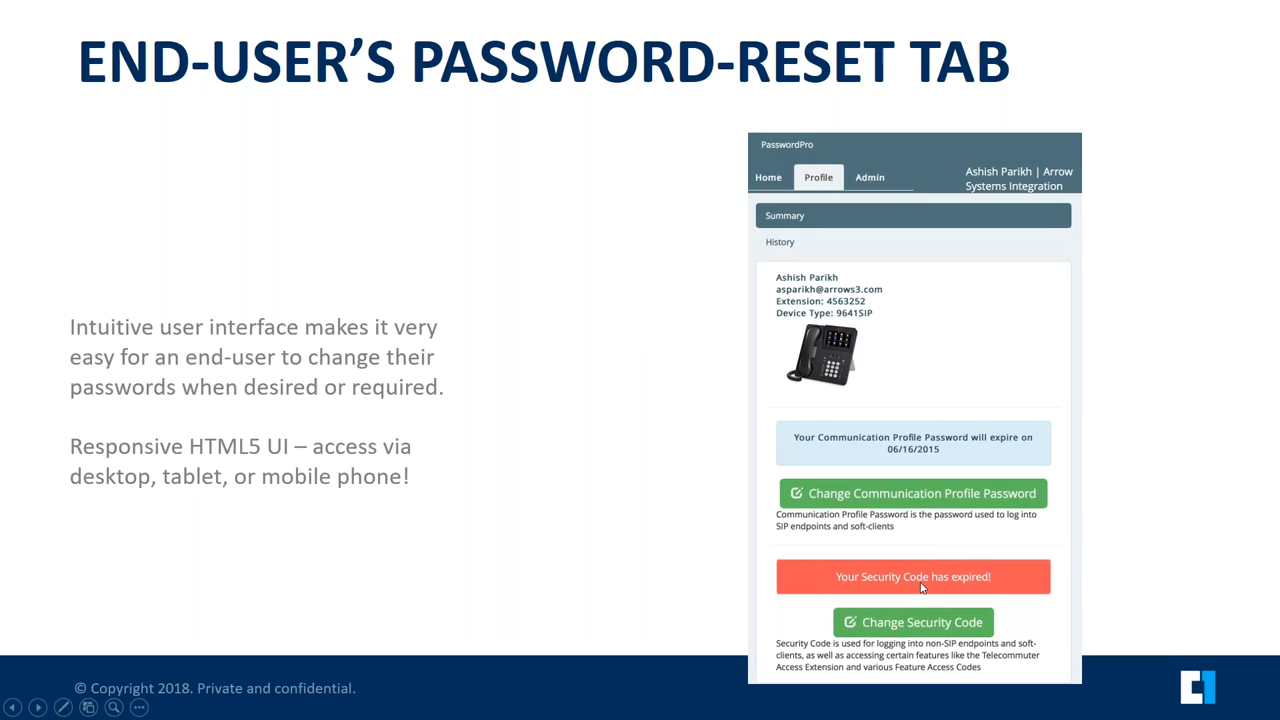 END-USER’S PASSWORD-RESET TAB
Intuitive user interface makes it very
easy for an end-user to change their
passwords when desired or required.
Responsive HTML5 UI – access via
desktop, tablet, or mobile phone!
PasswordPro
Home
Profile
Admin
Ashish Parikh | Arrow
Systems Integration
Summary
History
Ashish Parikh
asparikh@arrows3.com
Extension: 4563252
Device Type: 9641SIP
Your Communication Profile Password will expire on
06/16/2015
Change Communication Profile Password
Communication Profile Password is the password used to log into
SIP endpoints and soft-clients
Your Security Code has expired!
Change Security Code
Security Code is used for logging into non-SIP endpoints and soft-
clients, as well as accessing certain features like the Telecommuter
Access Extension and various Feature Access Codes
© Copyright 2018. Private and confidential.